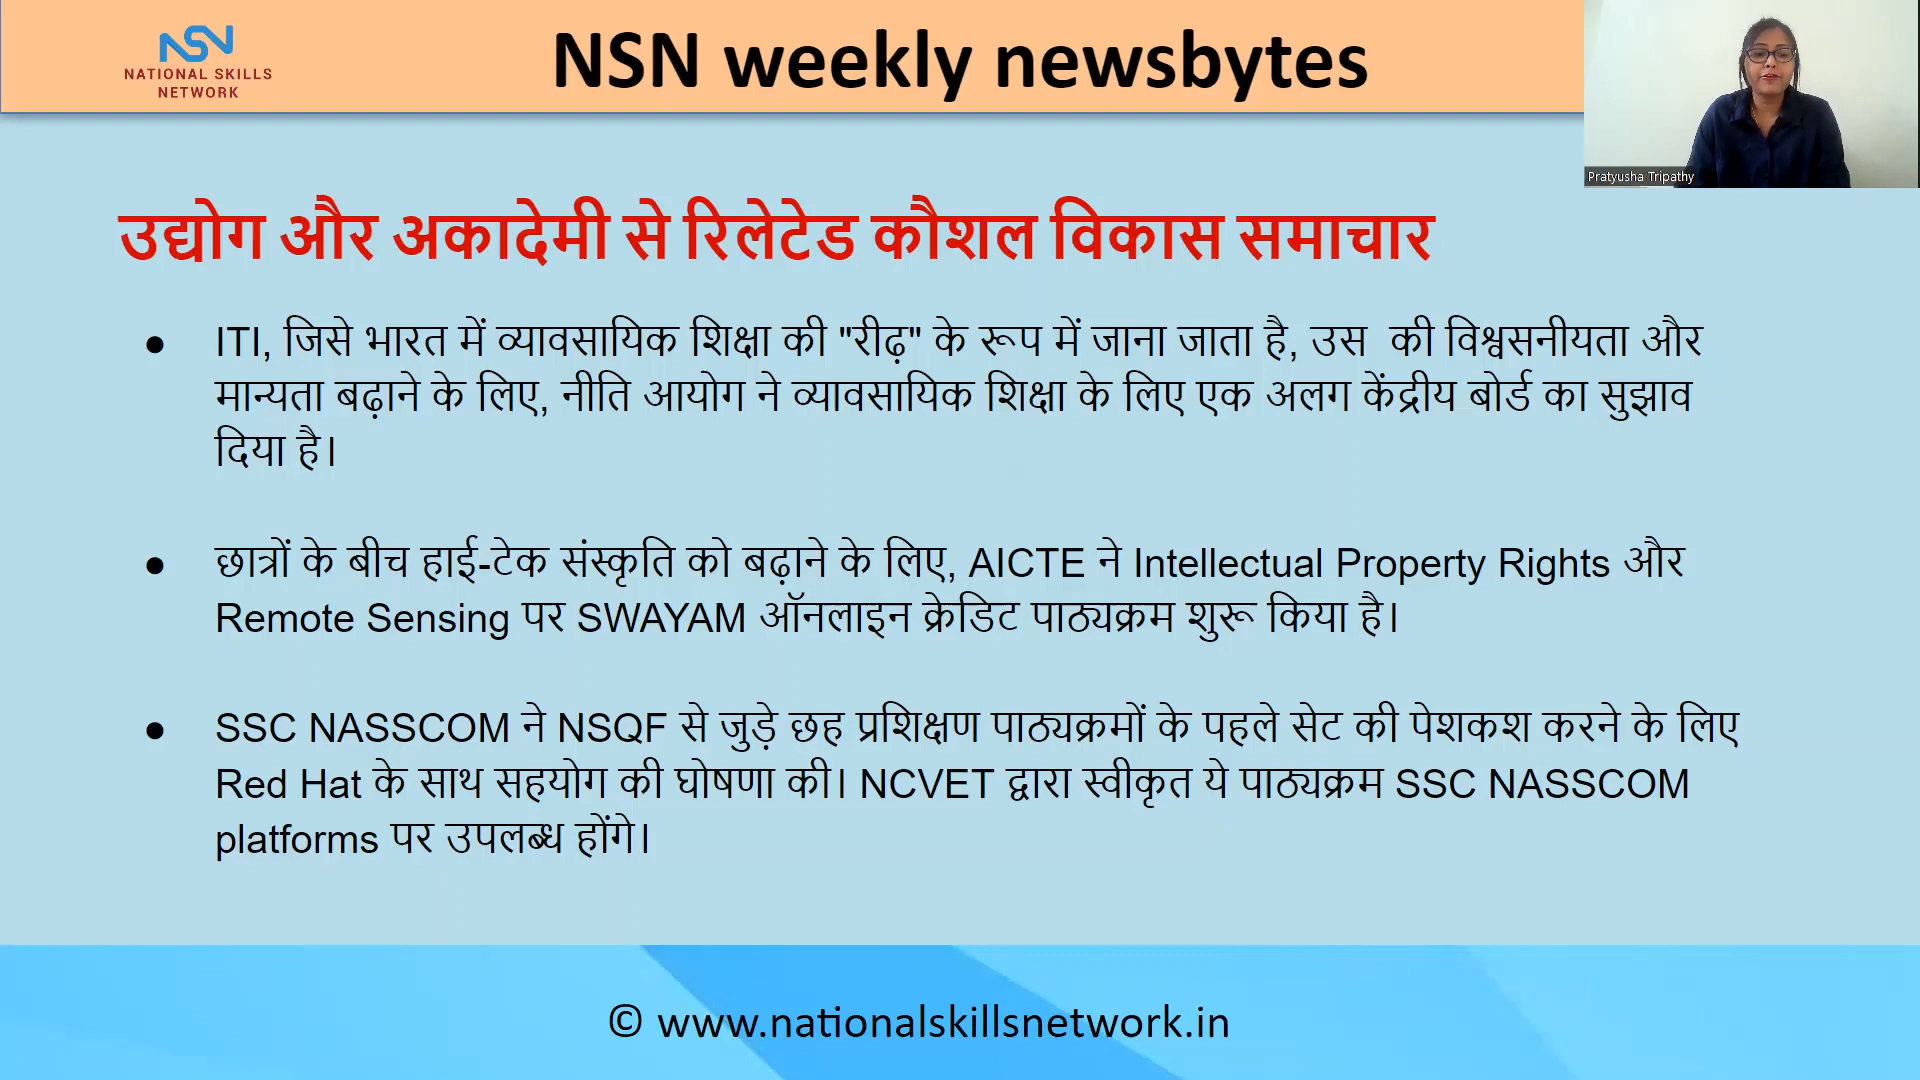 NSN
NATIONAL SKILLS
NETWORK
NSN weekly newsbytes
Pratyusha Tripathy
उद्योग और अकादेमी से रिलेटेड कौशल विकास समाचार
● ITI, जिसे भारत में व्यावसायिक शिक्षा की "रीढ़" के रूप में जाना जाता है, उस की विश्वसनीयता और
मान्यता बढ़ाने के लिए, नीति आयोग ने व्यावसायिक शिक्षा के लिए एक अलग केंद्रीय बोर्ड का सुझाव
दिया है।
● छात्रों के बीच हाई-टेक संस्कृति को बढ़ाने के लिए, AICTE ने Intellectual Property Rights और
Remote Sensing पर SWAYAM ऑनलाइन क्रेडिट पाठ्यक्रम शुरू किया है।
● SSC NASSCOM ने NSQF से जुड़े छह प्रशिक्षण पाठ्यक्रमों के पहले सेट की पेशकश करने के लिए
Red Hat के साथ सहयोग की घोषणा की। NCVET द्वारा स्वीकृत ये पाठ्यक्रम SSC NASSCOM
platforms पर उपलब्ध होंगे।
© www.nationalskillsnetwork.in